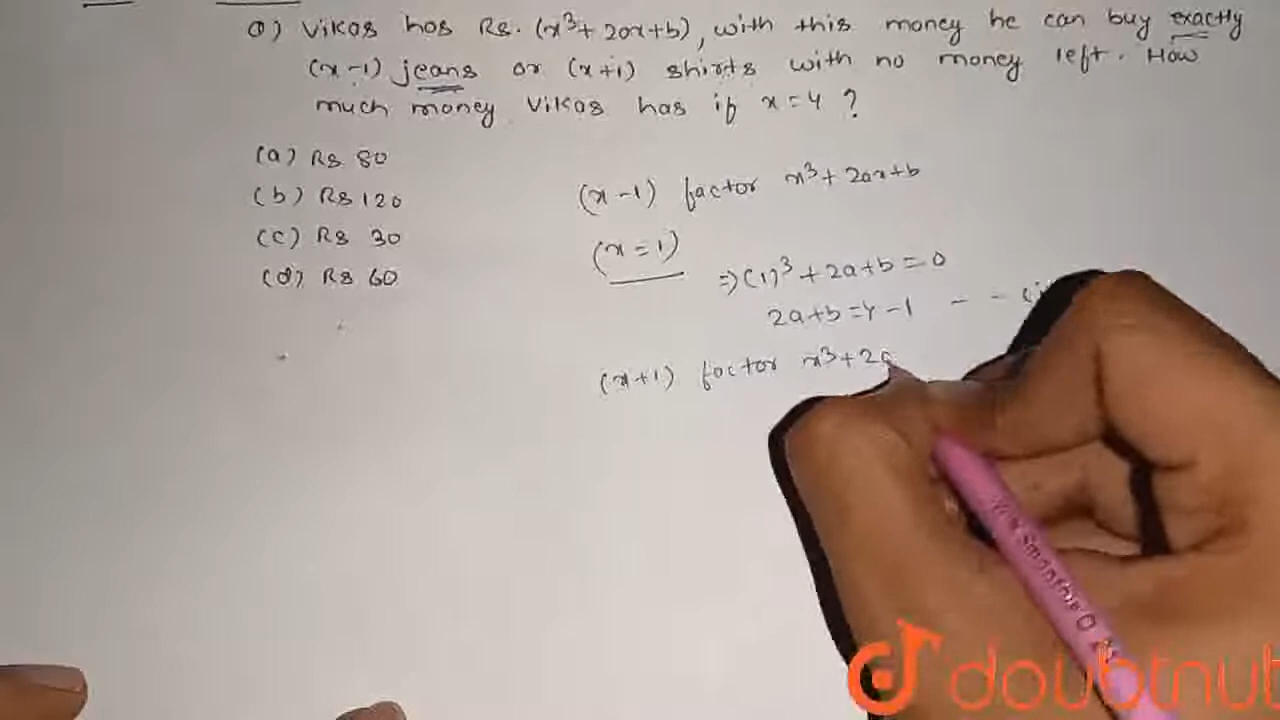 Q) Vikas has Rs. (x³ + 2ax + b), with this money he can buy exactly
(x-1) jeans or (x+1) shirts with no money left. How
much money Vikas has if x = 4 ?
(a) Rs 80
(b) Rs 120
(c) Rs 30
(d) Rs 60
(x-1) factor x³ + 2ax + b
(x = 1)
⇒ (1)³ + 2a + b = 0
2a + b = -1 - -
(x+1) factor x³ + 2a
doubtnut